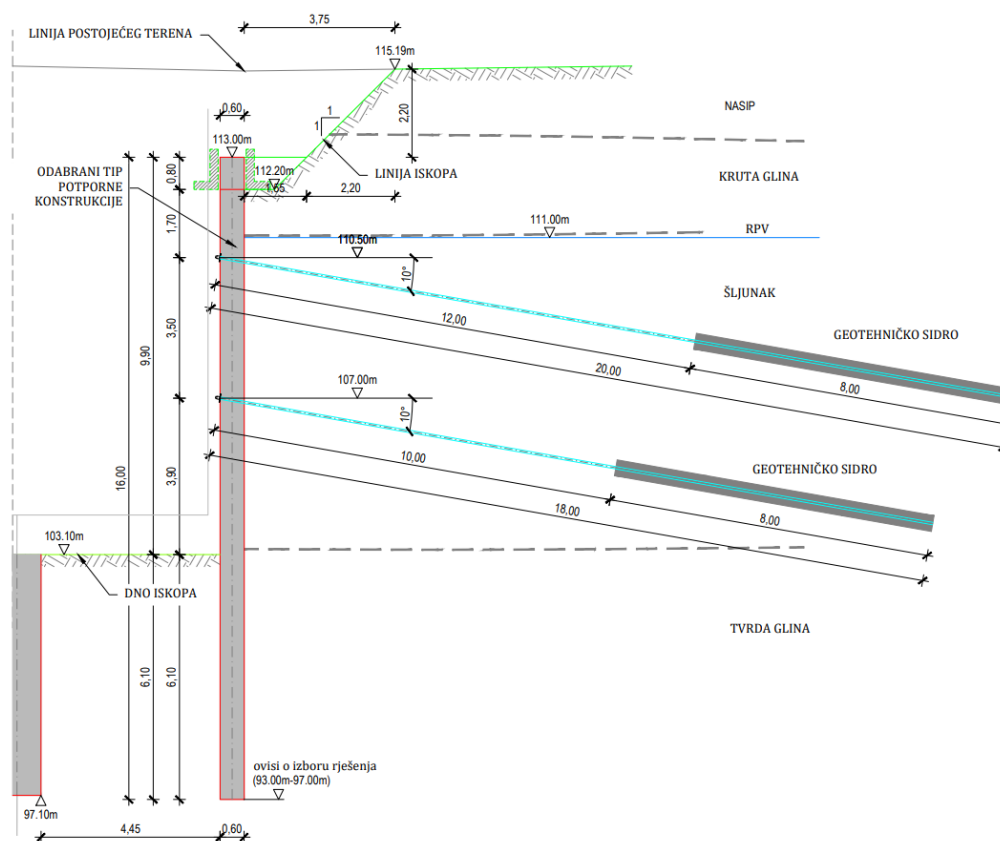 3,75
LINIJA POSTOJEĆEG TERENA
115.19m
0,60
1
1
2,20
NASIP
113.00m
ODABRANI TIP
POTPORNE
KONSTRUKCIJE
0,80
112.20m
LINIJA ISKOPA
KRUTA GLINA
1,65
2,20
1,70
111.00m
RPV
110.50m
10°
ŠLJUNAK
12,00
3,50
9,90
GEOTEHNIČKO SIDRO
20,00
8,00
107.00m
10°
10,00
16,00
3,90
GEOTEHNIČKO SIDRO
18,00
8,00
103.10m
DNO ISKOPA
TVRDA GLINA
6,10
6,10
ovisi o izboru rješenja
(93.00m-97.00m)
97.10m
4,45
0,60